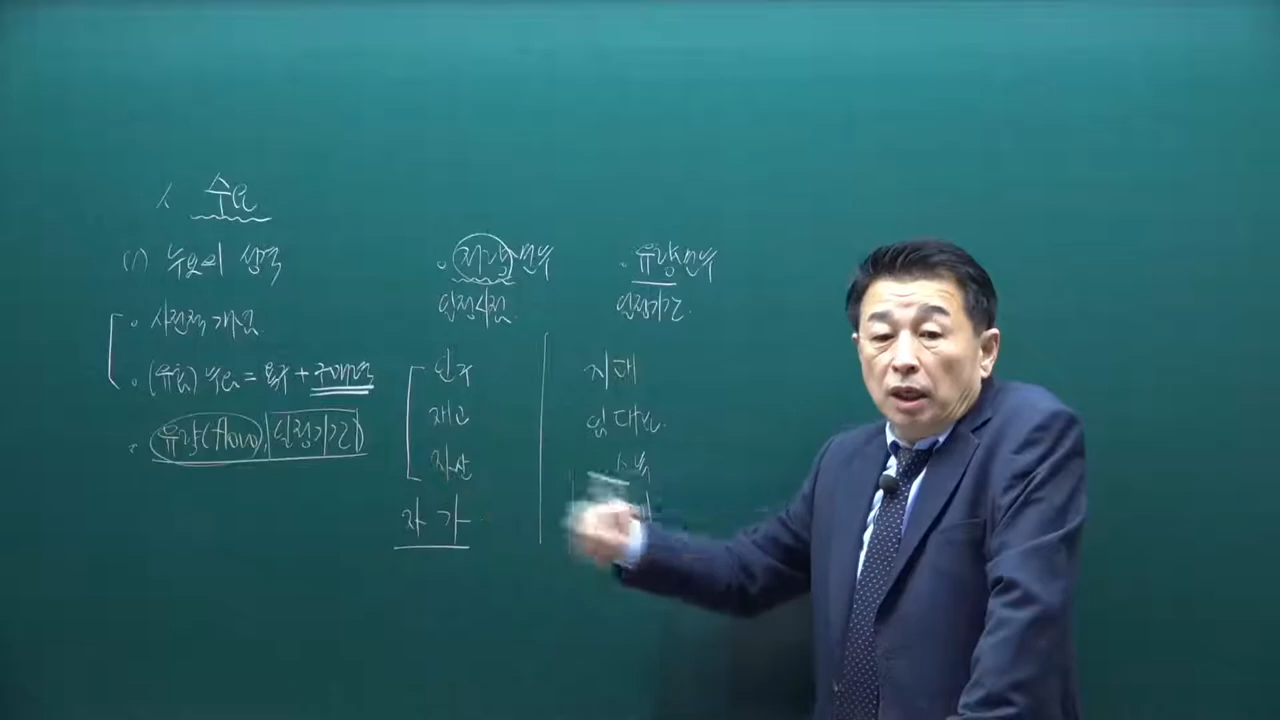 1. 수요
(1) 수요의 성격
· 사전적 개념
· (유효) 수요 = 욕구 + 구매력
· 유량(flow), 일정기간
· 저량변수
일정시점
인구
재고
자산
자 가
· 유량변수
일정기간.
지대
임대료.
소득